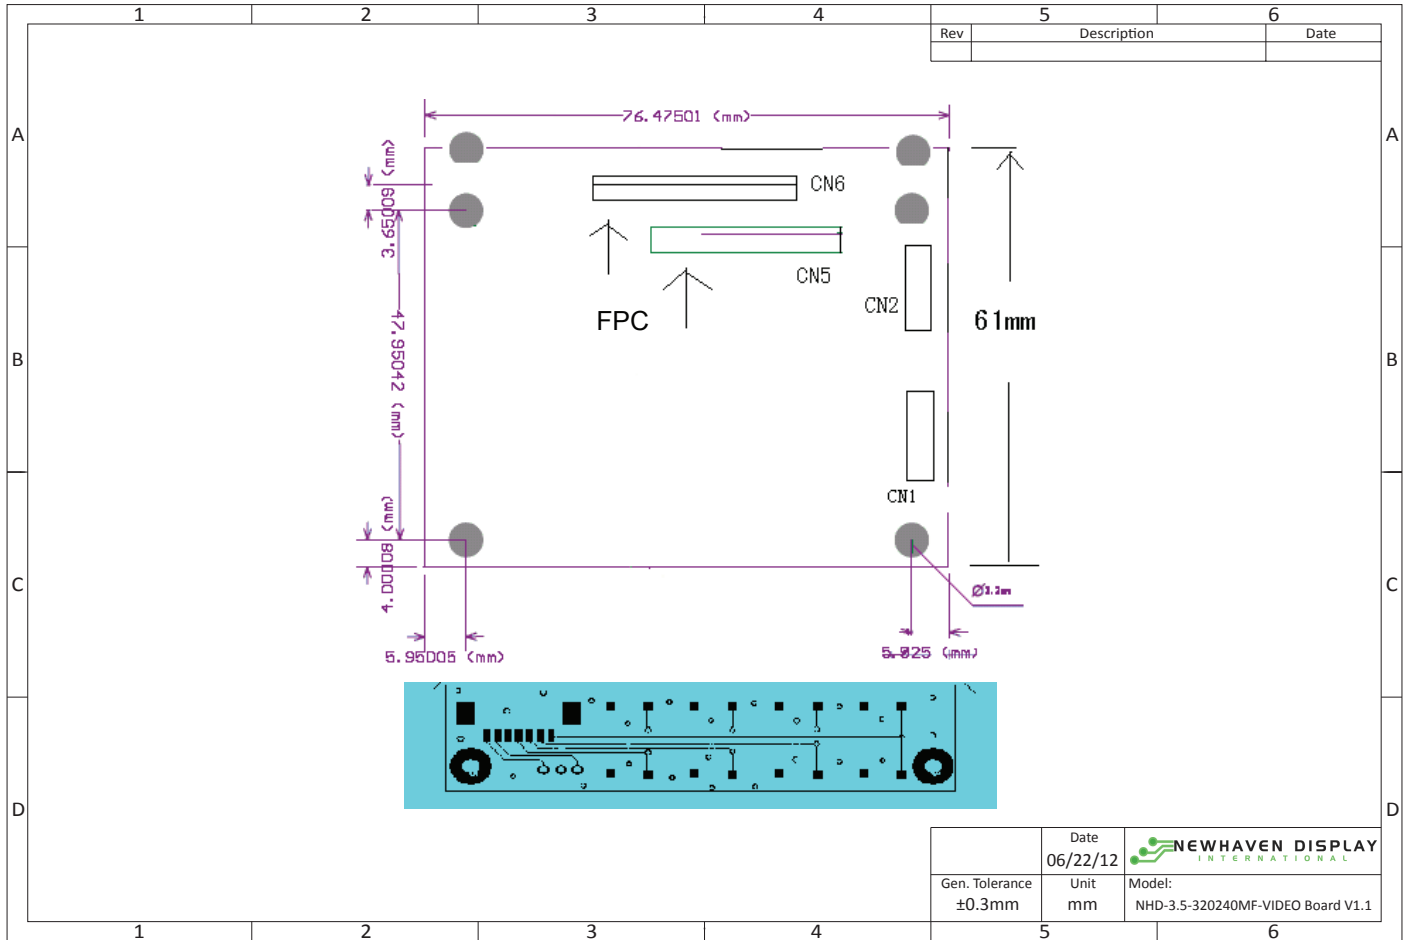 1 2 3 4 5 6
Rev Description Date
A A
76.47501 (mm)
3.65009 (mm)
CN6
CN5
CN2
FPC
61mm
B B
47.95042 (mm)
CN1
4.00008 (mm)
C C
5.95005 (mm)
5.825 (mm)
D D
Date
06/22/12
NEWHAVEN DISPLAY
INTERNATIONAL
Gen. Tolerance Unit Model:
±0.3mm mm NHD-3.5-320240MF-VIDEO Board V1.1
1 2 3 4 5 6